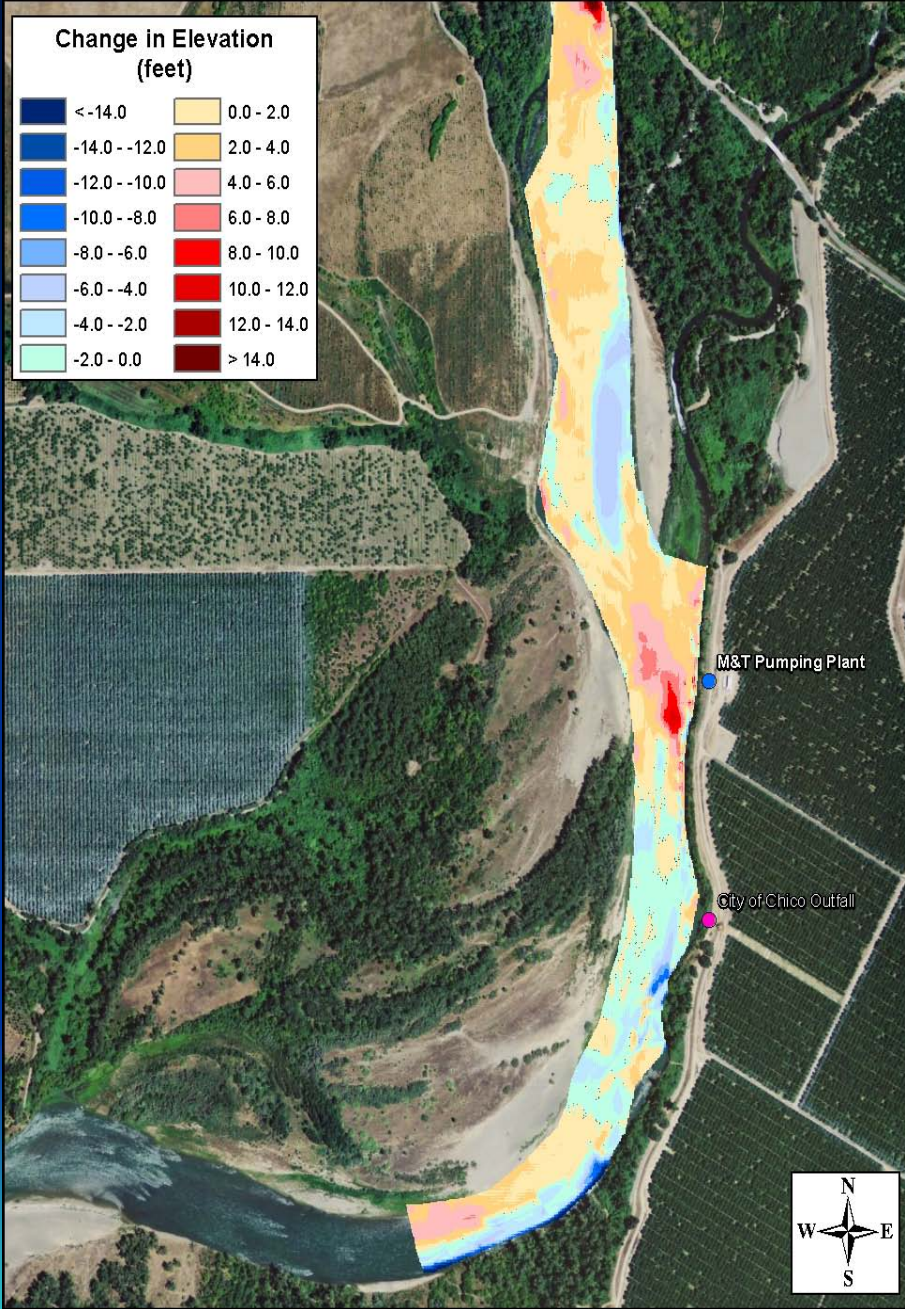 Change in Elevation
(feet)
< -14.0
-14.0 - -12.0
-12.0 - -10.0
-10.0 - -8.0
-8.0 - -6.0
-6.0 - -4.0
-4.0 - -2.0
-2.0 - 0.0
0.0 - 2.0
2.0 - 4.0
4.0 - 6.0
6.0 - 8.0
8.0 - 10.0
10.0 - 12.0
12.0 - 14.0
> 14.0
M&T Pumping Plant
City of Chico Outfall
N
W E
S